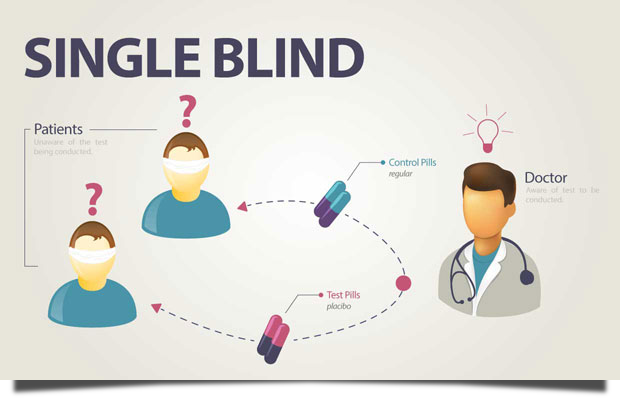 SINGLE BLIND
?
Patients
Unaware of the test
being conducted.
?
Control Pills
regular
Doctor
Aware of test to be
conducted.
Test Pills
placibo